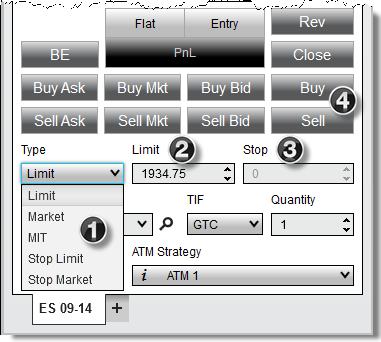 Flat Entry Rev
BE PnL Close
Buy Ask Buy Mkt Buy Bid Buy
4
Sell Ask Sell Mkt Sell Bid Sell
Type Limit 2 Stop 3
Limit 1934.75 0
Limit
Market TIF Quantity
MIT 1 GTC 1
Stop Limit ATM Strategy
Stop Market i ATM 1
ES 09-14 +